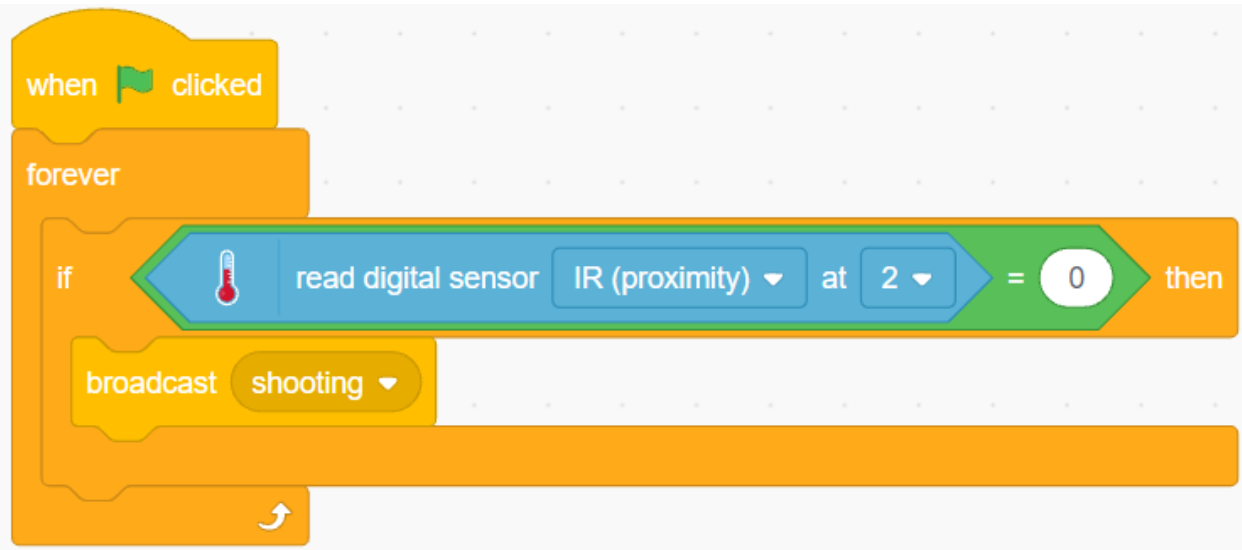 when clicked
forever
if read digital sensor IR (proximity) at 2 = 0 then
broadcast shooting